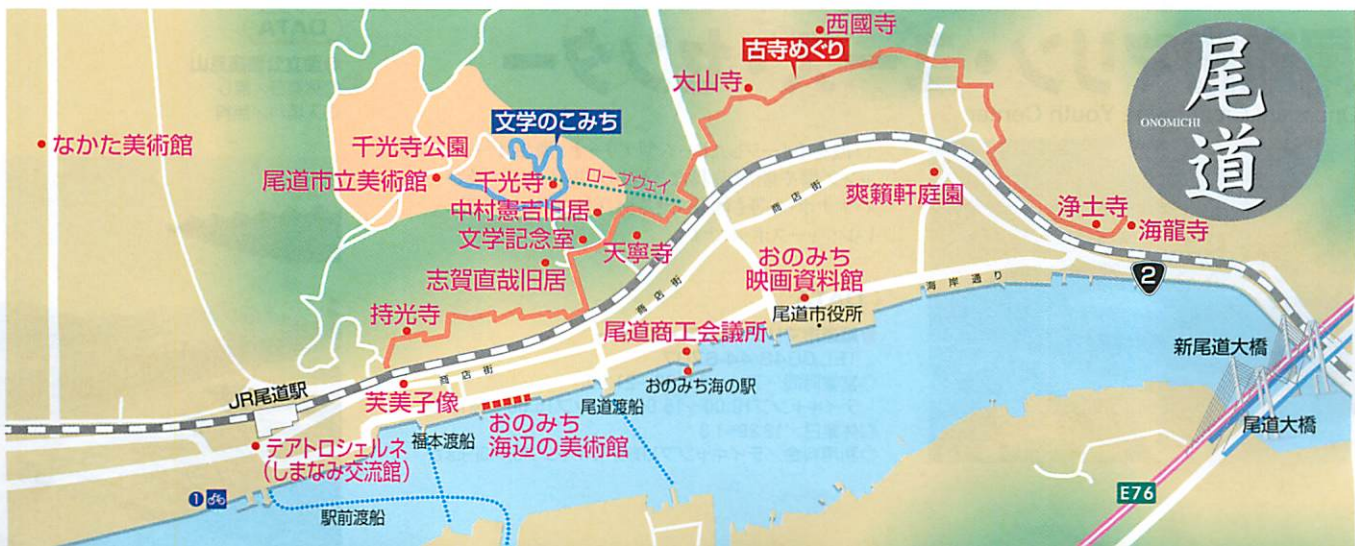 西國寺
古寺めぐり
大山寺
尾道
ONOMICHI
なかた美術館
文学のこみち
千光寺公園
尾道市立美術館
千光寺
ロープウェイ
中村憲吉旧居
文学記念室
天寧寺
志賀直哉旧居
持光寺
商店街
爽籟軒庭園
浄土寺
海龍寺
おのみち
映画資料館
尾道市役所
海岸通り
2
商店街
尾道商工会議所
おのみち海の駅
新尾道大橋
尾道大橋
JR尾道駅
商店街
芙美子像
尾道渡船
おのみち
海辺の美術館
福本渡船
テアトロシェルネ
(しまなみ交流館)
1
駅前渡船
E76